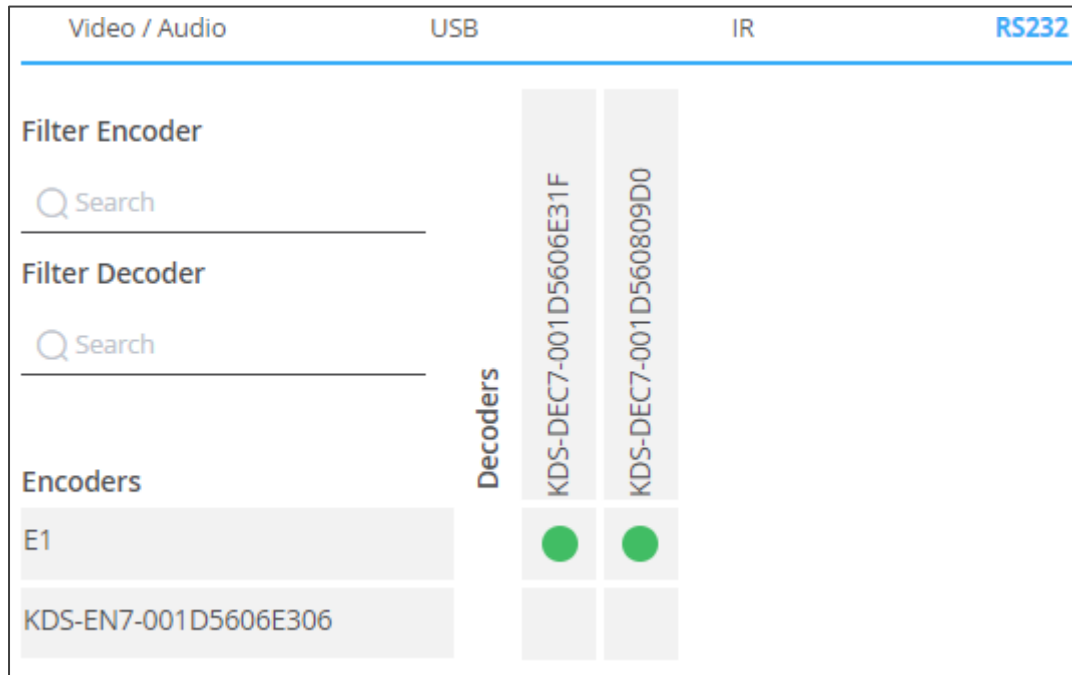 Video / Audio USB IR RS232
Filter Encoder
Search
Filter Decoder
Search
Decoders
KDS-DEC7-001D5606E31F
KDS-DEC7-001D560809D0
Encoders
E1
KDS-EN7-001D5606E306